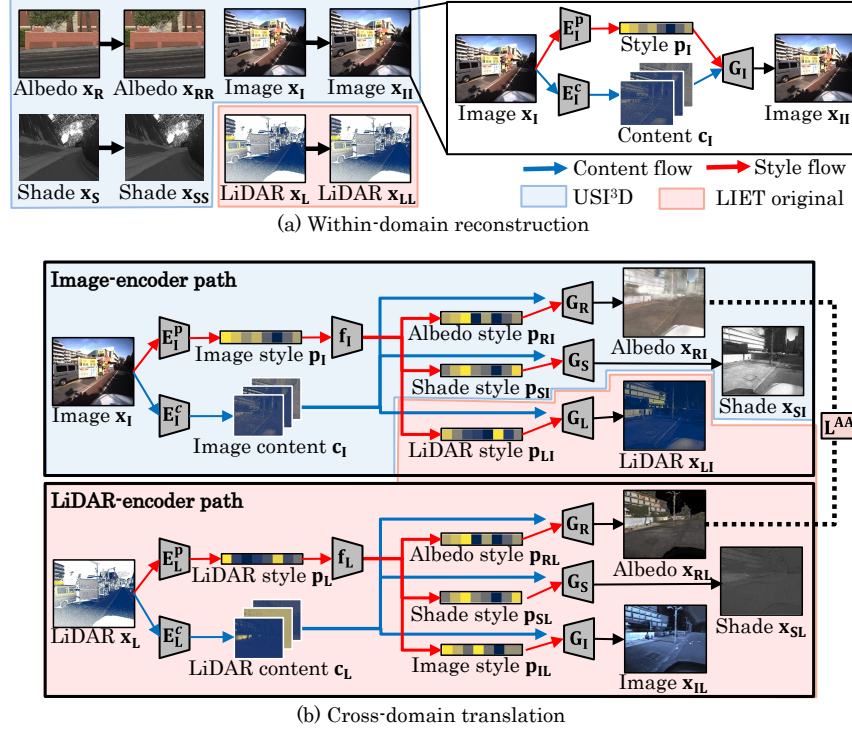 Albedo x_R
Albedo x_RR
Image x_I
Image x_II
Shade x_S
Shade x_SS
LiDAR x_L
LiDAR x_LL
Image x_I
E_I^p
Style p_I
E_I^c
Content c_I
G_I
Image x_II
Content flow
Style flow
USI³D
LIET original
(a) Within-domain reconstruction
Image-encoder path
Image x_I
E_I^p
Image style p_I
f_I
E_I^c
Image content c_I
Albedo style p_RI
G_R
Albedo x_RI
Shade style p_SI
G_S
Shade x_SI
LiDAR style p_LI
G_L
LiDAR x_LI
L^AA
LiDAR-encoder path
LiDAR x_L
E_L^p
LiDAR style p_L
f_L
E_L^c
LiDAR content c_L
Albedo style p_RL
G_R
Albedo x_RL
Shade style p_SL
G_S
Shade x_SL
Image style p_IL
G_I
Image x_IL
(b) Cross-domain translation